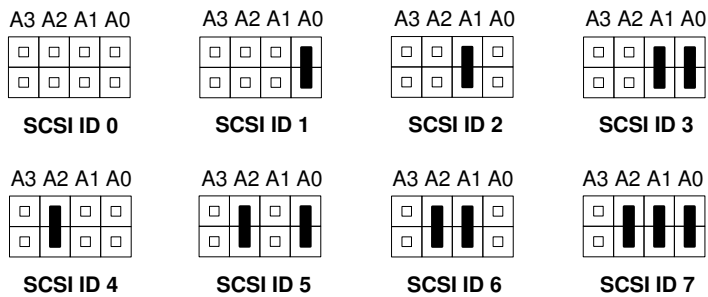 A3 A2 A1 A0 A3 A2 A1 A0 A3 A2 A1 A0 A3 A2 A1 A0
SCSI ID 0 SCSI ID 1 SCSI ID 2 SCSI ID 3
A3 A2 A1 A0 A3 A2 A1 A0 A3 A2 A1 A0 A3 A2 A1 A0
SCSI ID 4 SCSI ID 5 SCSI ID 6 SCSI ID 7